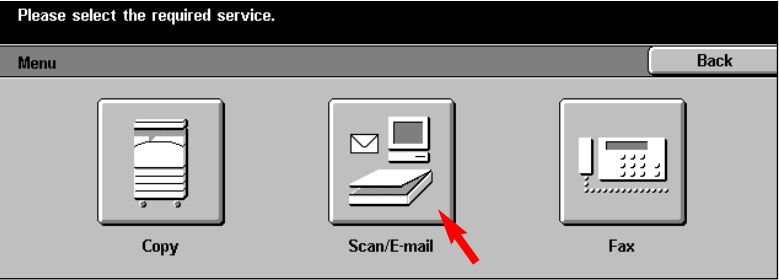 Please select the required service.
Menu
Back
Copy
Scan/E-mail
Fax